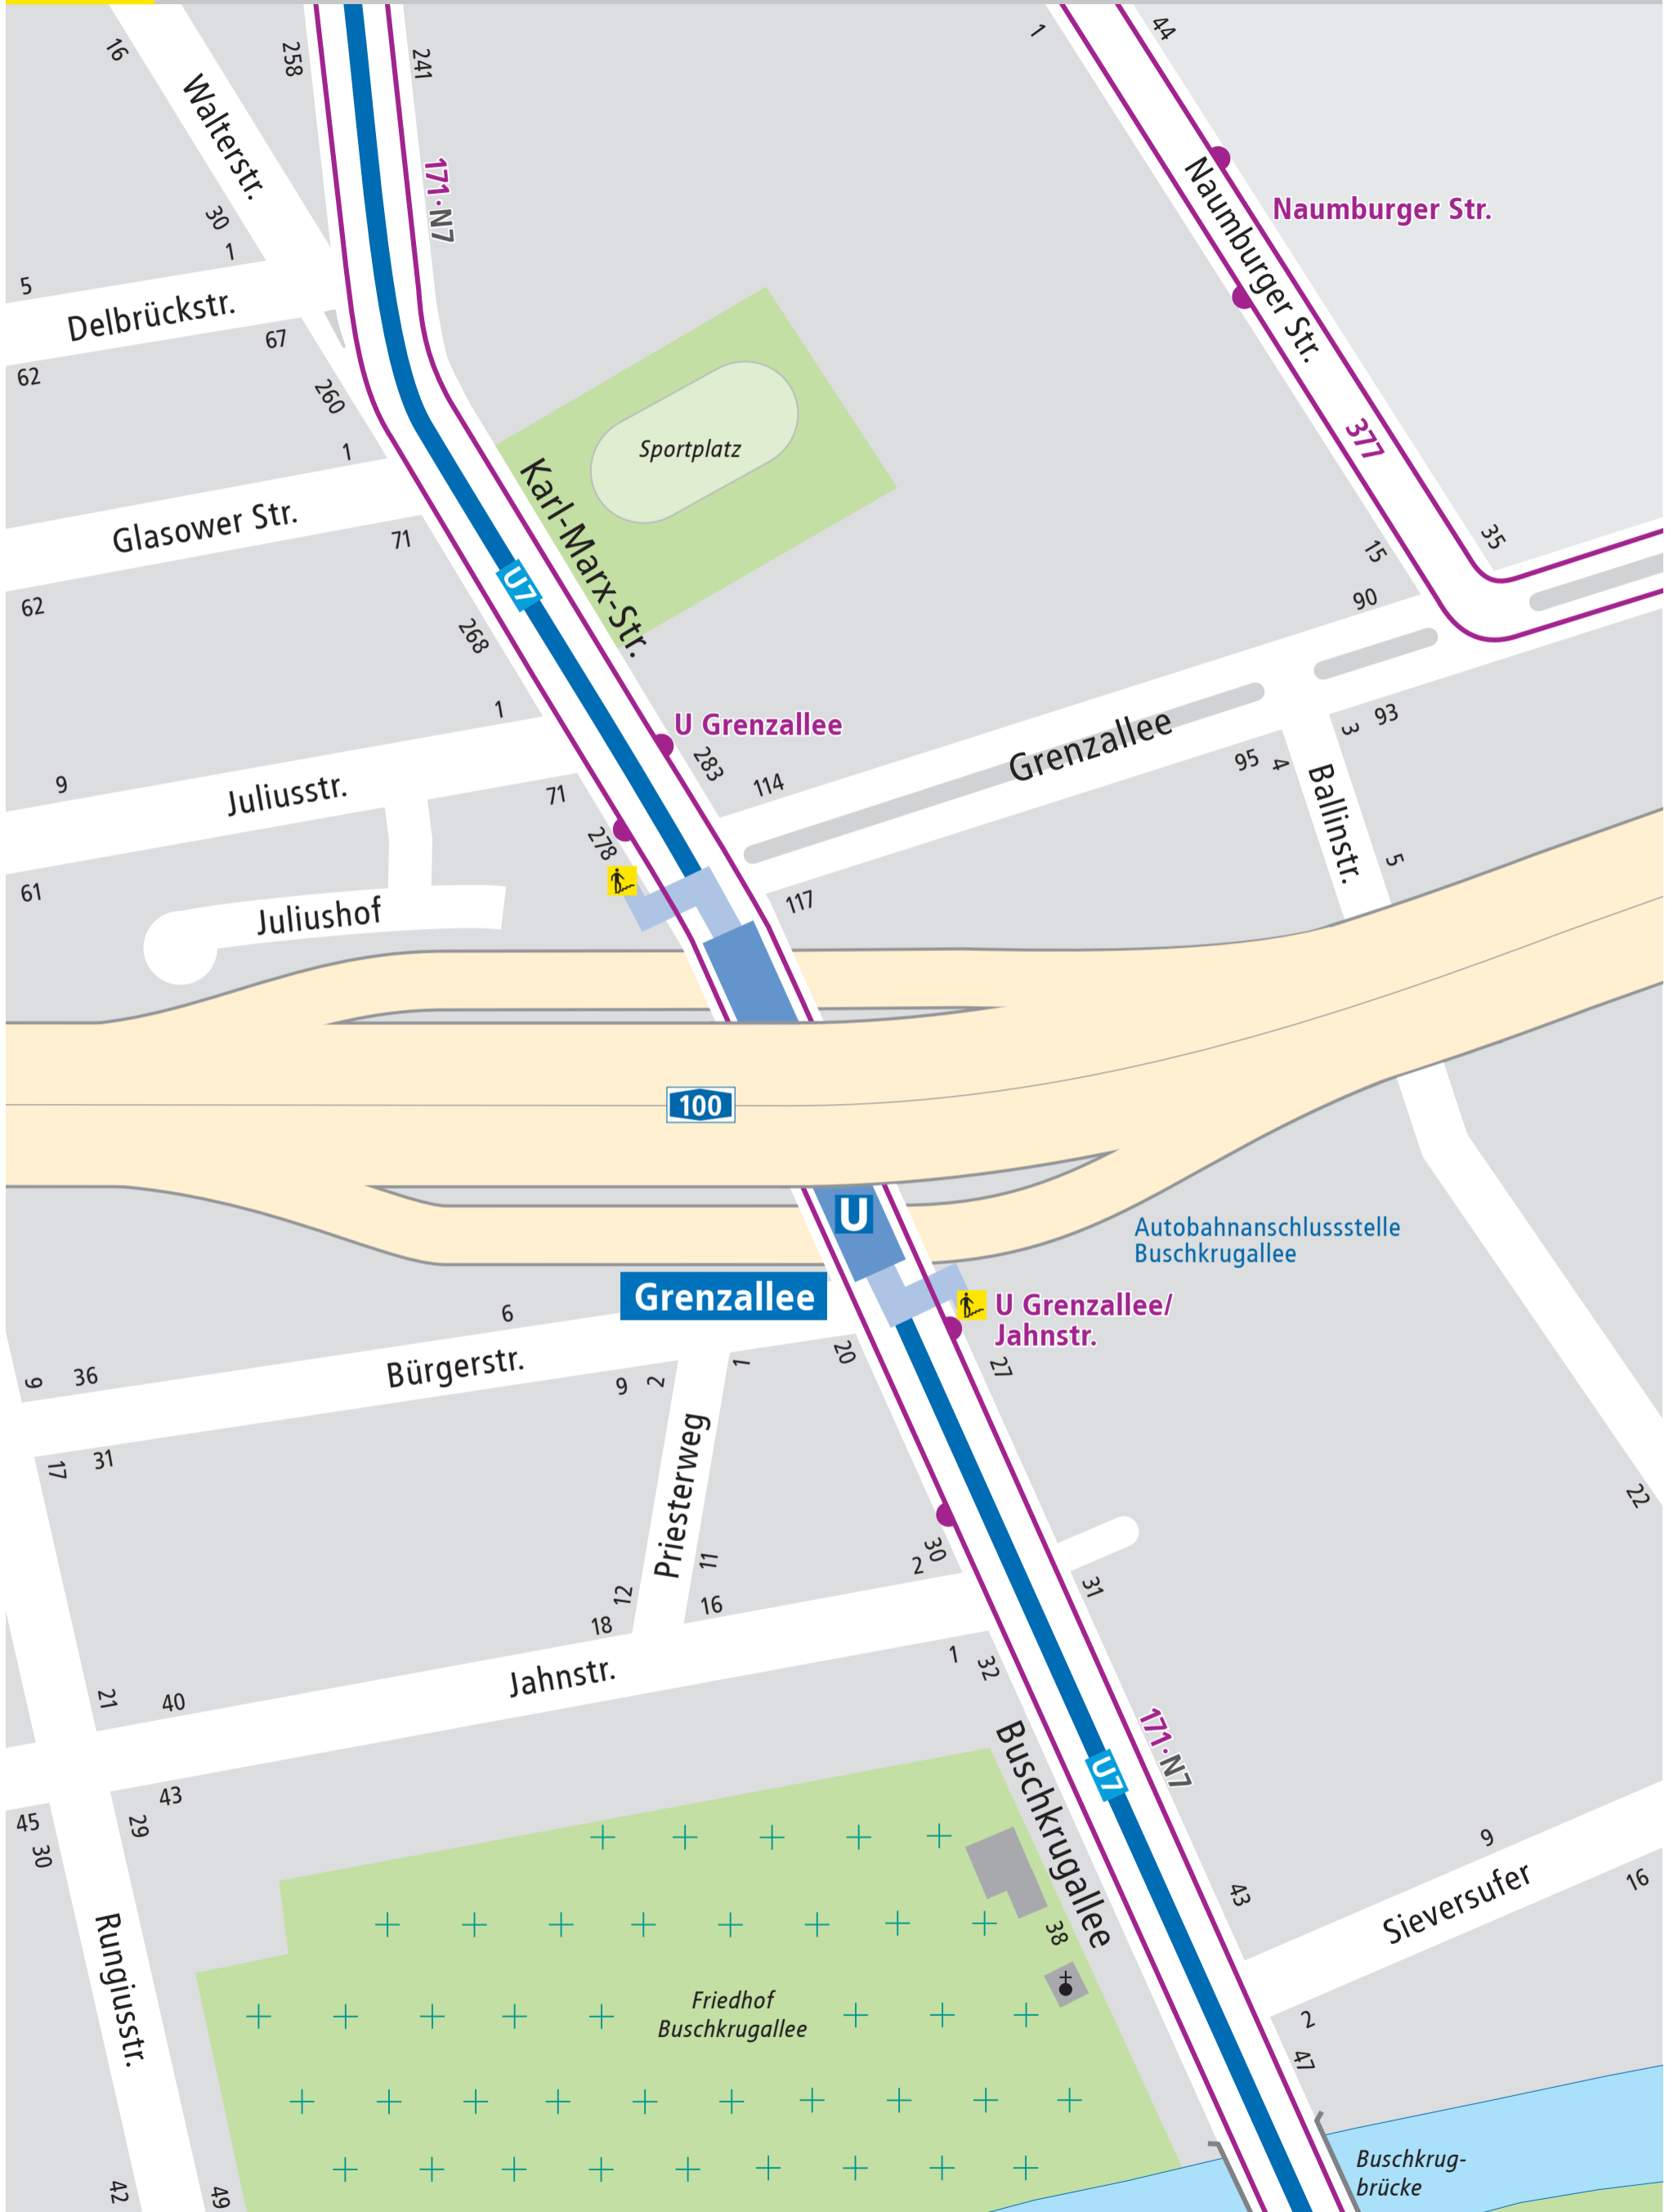 16
Walterstr.
258
241
1
44
171·N7
Naumburger Str.
Naumburger Str.
30
1
5
Delbrückstr.
67
62
260
1
Sportplatz
377
Glasower Str.
71
Karl-Marx-Str.
U7
35
15
90
62
268
1
U Grenzallee
283
114
Grenzallee
3
93
95
4
Ballinstr.
5
9
Juliusstr.
71
278
61
Juliushof
117
100
U
Autobahnanschlussstelle
Buschkrugallee
Grenzallee
U Grenzallee/
Jahnstr.
6
9
36
Bürgerstr.
9
2
1
20
27
17
31
Priesterweg
22
30
2
12
11
31
18
16
1
32
Jahnstr.
21
40
171·N7
U7
Buschkrugallee
43
45
30
29
9
16
Sieversufer
43
38
Rungiusstr.
Friedhof
Buschkrugallee
2
47
Buschkrug-
brücke
42
49